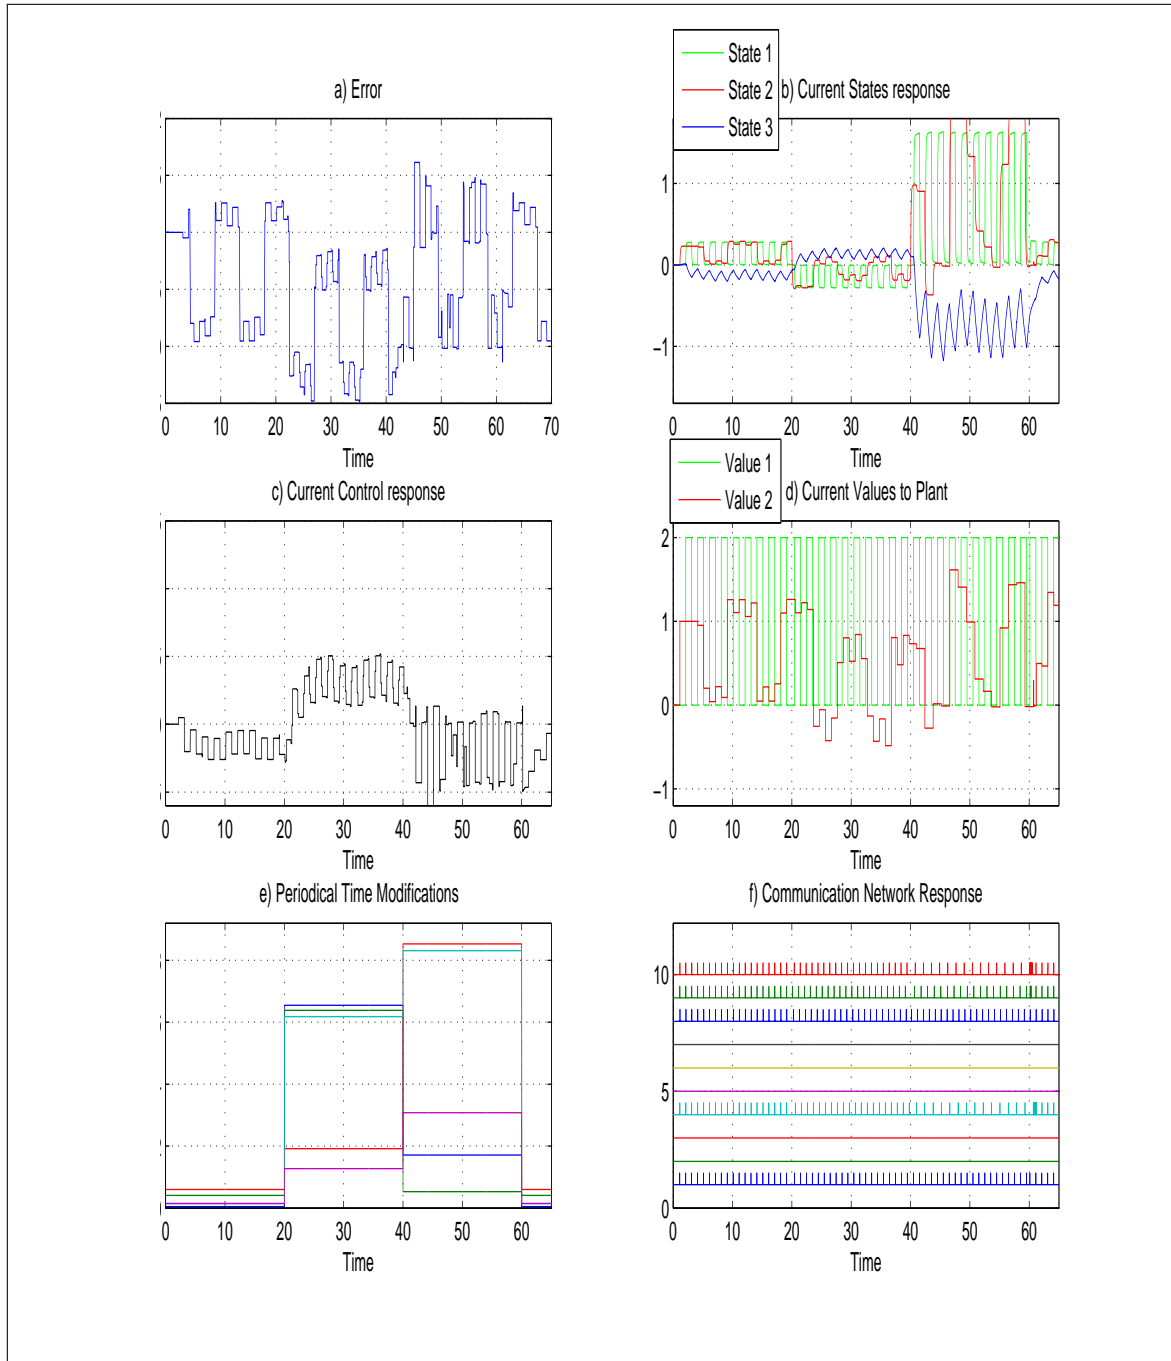 a) Error
0 10 20 30 40 50 60 70
Time
State 1
State 2
State 3
b) Current States response
1
0
−1
0 10 20 30 40 50 60
Time
c) Current Control response
0 10 20 30 40 50 60
Time
Value 1
Value 2
d) Current Values to Plant
2
1
0
−1
0 10 20 30 40 50 60
Time
e) Periodical Time Modifications
0 10 20 30 40 50 60
Time
f) Communication Network Response
10
5
0
0 10 20 30 40 50 60
Time